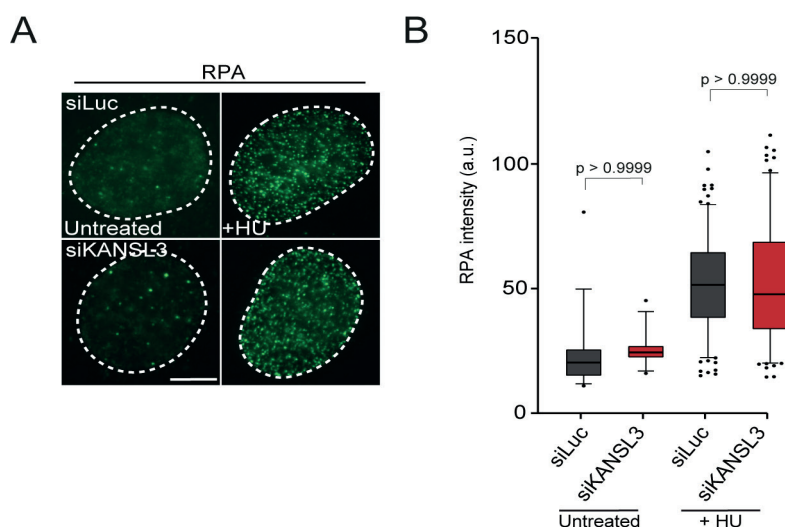 A
RPA
siLuc
Untreated
+HU
siKANSL3
B
RPA intensity (a.u.)
150
100
50
0
p > 0.9999
p > 0.9999
siLuc
siKANSL3
siLuc
siKANSL3
Untreated
+ HU